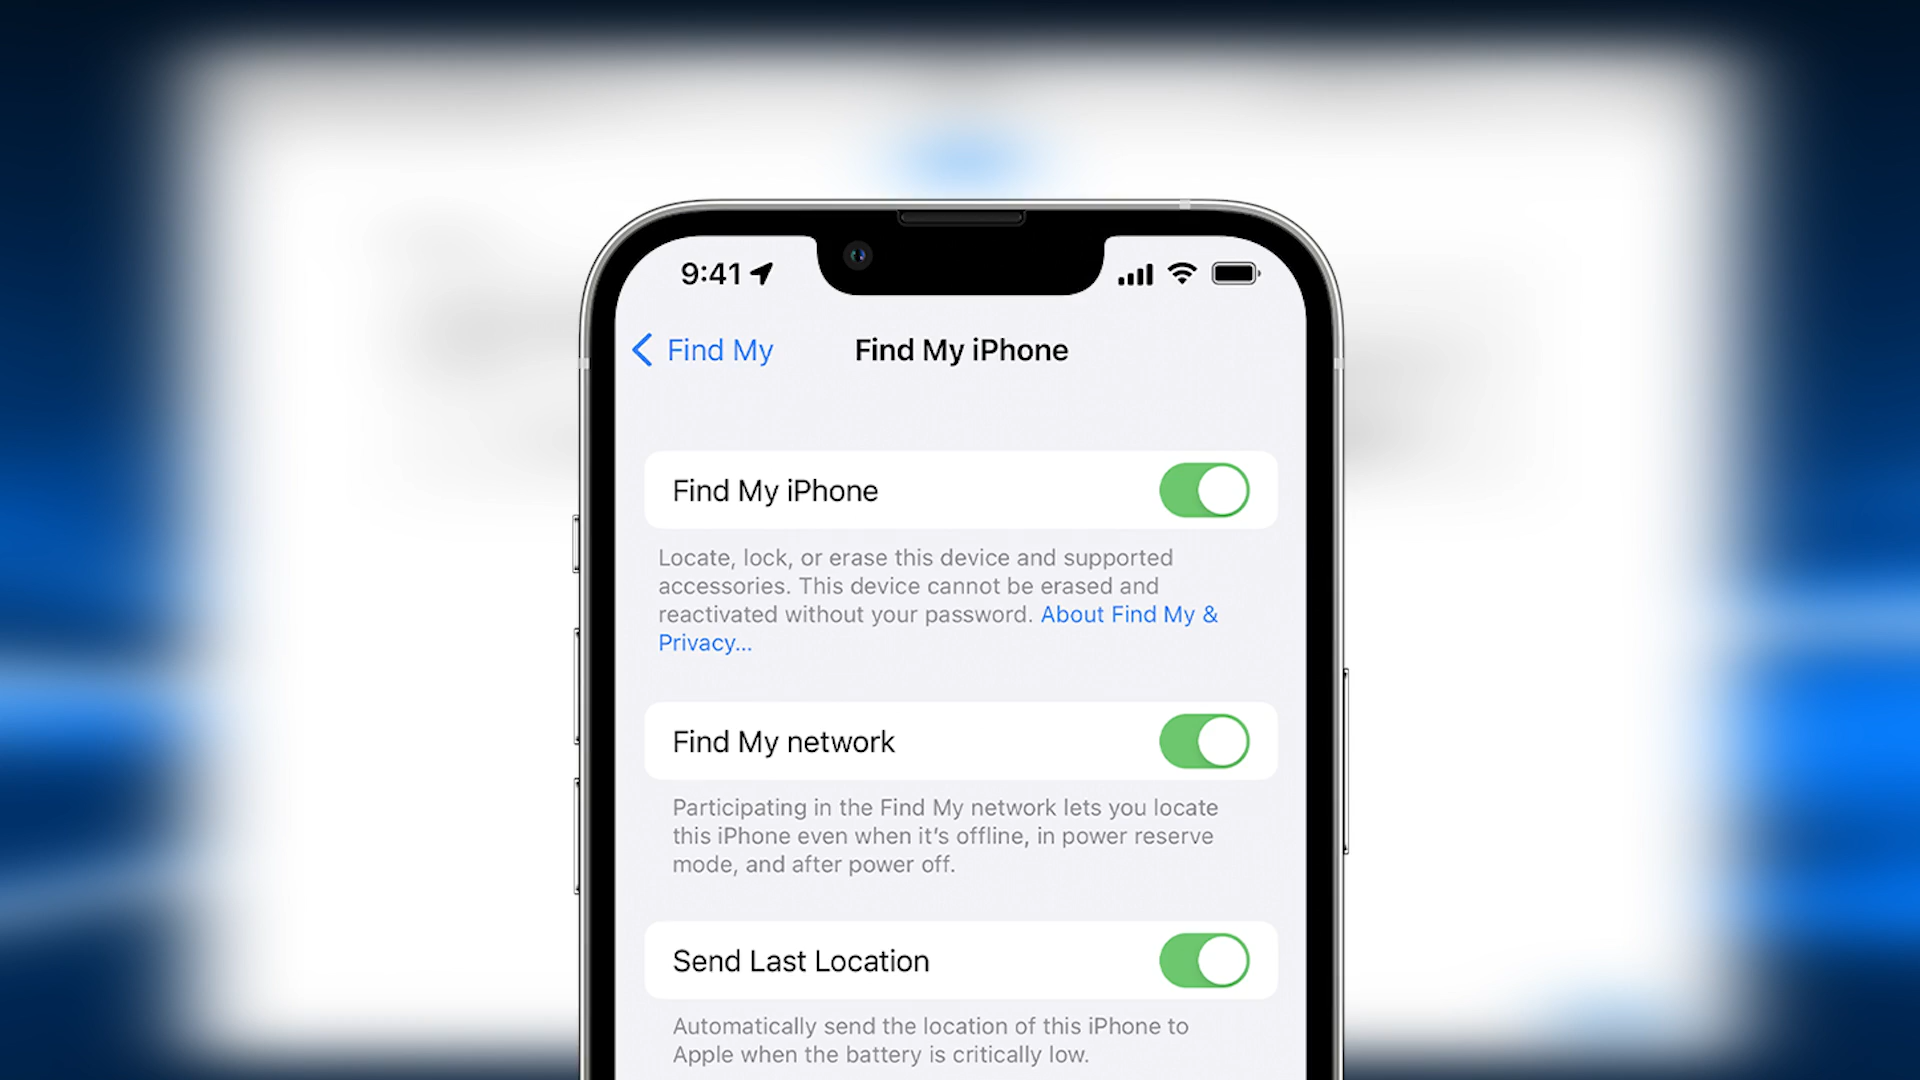 9:41
Find My
Find My iPhone
Find My iPhone
Locate, lock, or erase this device and supported
accessories. This device cannot be erased and
reactivated without your password. About Find My &
Privacy...
Find My network
Participating in the Find My network lets you locate
this iPhone even when it’s offline, in power reserve
mode, and after power off.
Send Last Location
Automatically send the location of this iPhone to
Apple when the battery is critically low.